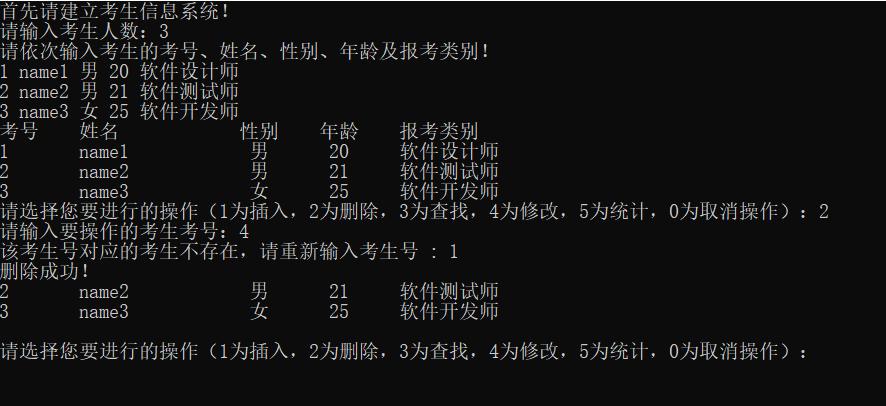 首先请建立考生信息系统！
请输入考生人数：3
请依次输入考生的考号、姓名、性别、年龄及报考类别！
1 name1 男 20 软件设计师
2 name2 男 21 软件测试师
3 name3 女 25 软件开发师
考号 姓名 性别 年龄 报考类别
1 name1 男 20 软件设计师
2 name2 男 21 软件测试师
3 name3 女 25 软件开发师
请选择您要进行的操作（1为插入，2为删除，3为查找，4为修改，5为统计，0为取消操作）：2
请输入要操作的考生考号：4
该考生号对应的考生不存在，请重新输入考生号 : 1
删除成功！
2 name2 男 21 软件测试师
3 name3 女 25 软件开发师
请选择您要进行的操作（1为插入，2为删除，3为查找，4为修改，5为统计，0为取消操作）：